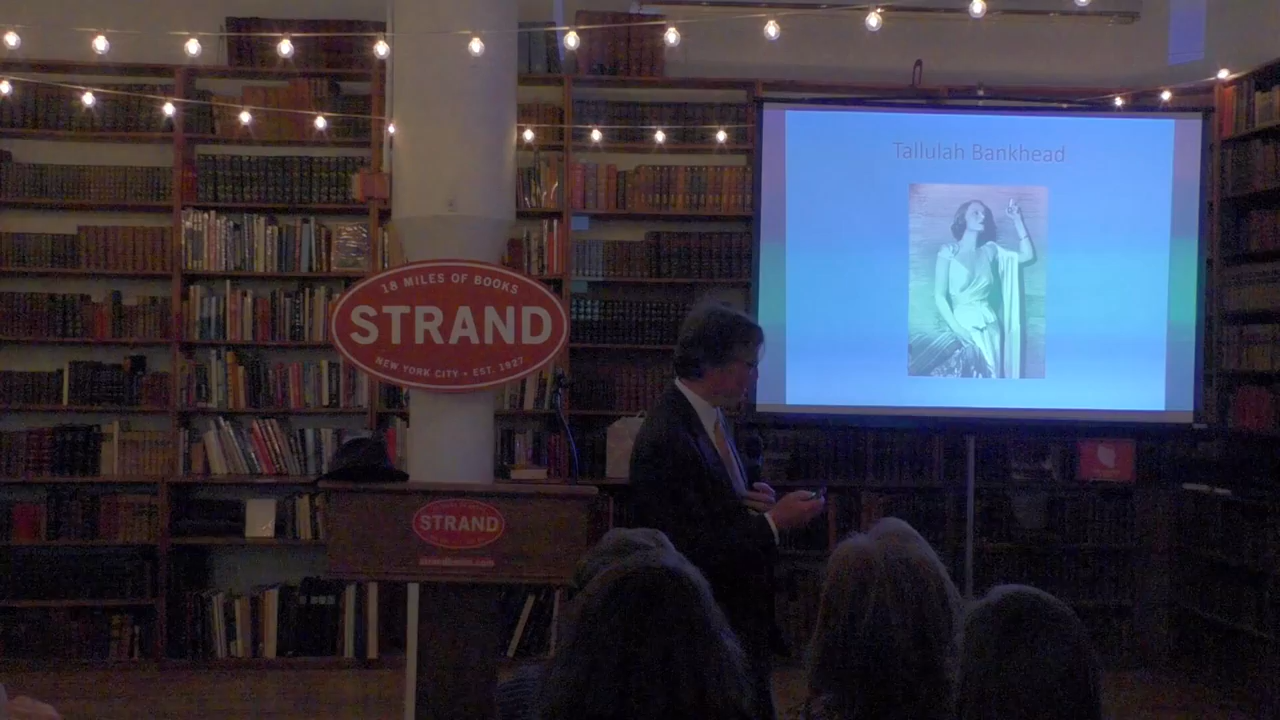 18 MILES OF BOOKS
STRAND
NEW YORK CITY • EST. 1927
Tallulah Bankhead
STRAND